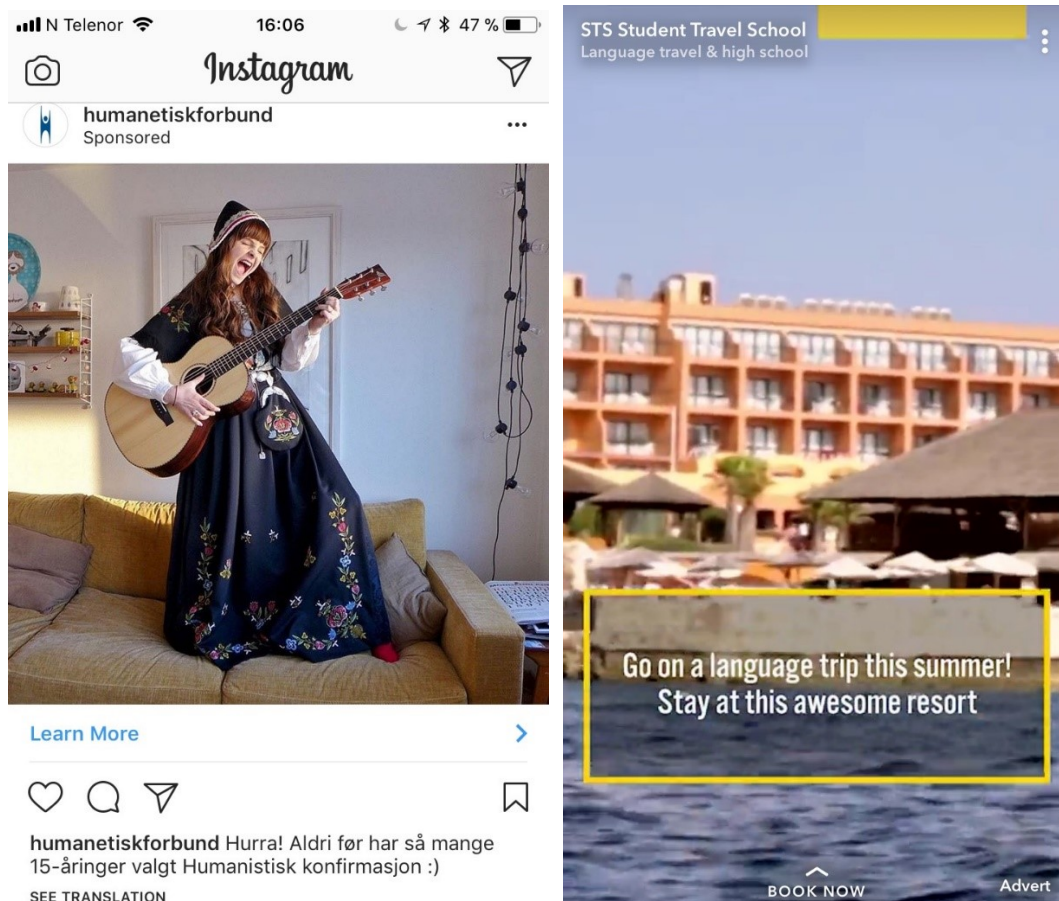 N Telenor 16:06 47 %
Instagram
humanetiskforbund
Sponsored
Learn More
humanetiskforbund Hurra! Aldri før har så mange
15-åringer valgt Humanistisk konfirmasjon :)
SEE TRANSLATION
STS Student Travel School
Language travel & high school
Go on a language trip this summer!
Stay at this awesome resort
BOOK NOW
Advert